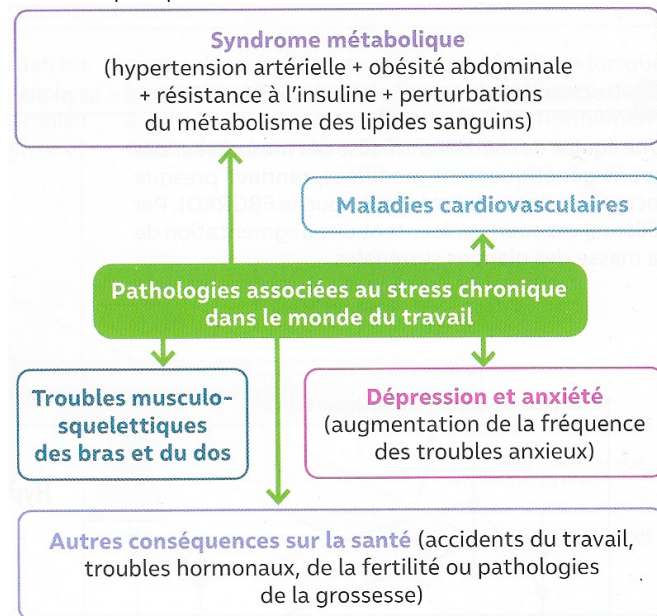 Syndrome métabolique
(hypertension artérielle + obésité abdominale
+ résistance à l'insuline + perturbations
du métabolisme des lipides sanguins)
Maladies cardiovasculaires
Pathologies associées au stress chronique
dans le monde du travail
Troubles musculo-
squelettiques
des bras et du dos
Dépression et anxiété
(augmentation de la fréquence
des troubles anxieux)
Autres conséquences sur la santé (accidents du travail,
troubles hormonaux, de la fertilité ou pathologies
de la grossesse)